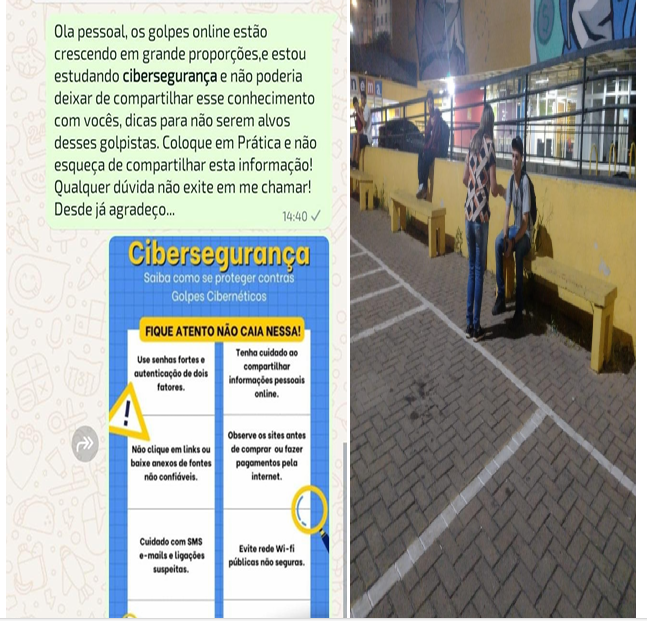 Ola pessoal, os golpes online estão
crescendo em grande proporções,e estou
estudando cibersegurança e não poderia
deixar de compartilhar esse conhecimento
com vocês, dicas para não serem alvos
desses golpistas. Coloque em Prática e não
esqueça de compartilhar esta informação!
Qualquer dúvida não exite em me chamar!
Desde já agradeço...
14:40
Cibersegurança
Saiba como se proteger contras
Golpes Cibernéticos
FIQUE ATENTO NÃO CAIA NESSA!
Use senhas fortes e
autenticação de dois
fatores.
Tenha cuidado ao
compartilhar
informações pessoais
online.
Não clique em links ou
baixe anexos de fontes
não confiáveis.
Observe os sites antes
de comprar ou fazer
pagamentos pela
internet.
Cuidado com SMS
e-mails e ligações
suspeitas.
Evite rede Wi-fi
públicas não seguras.